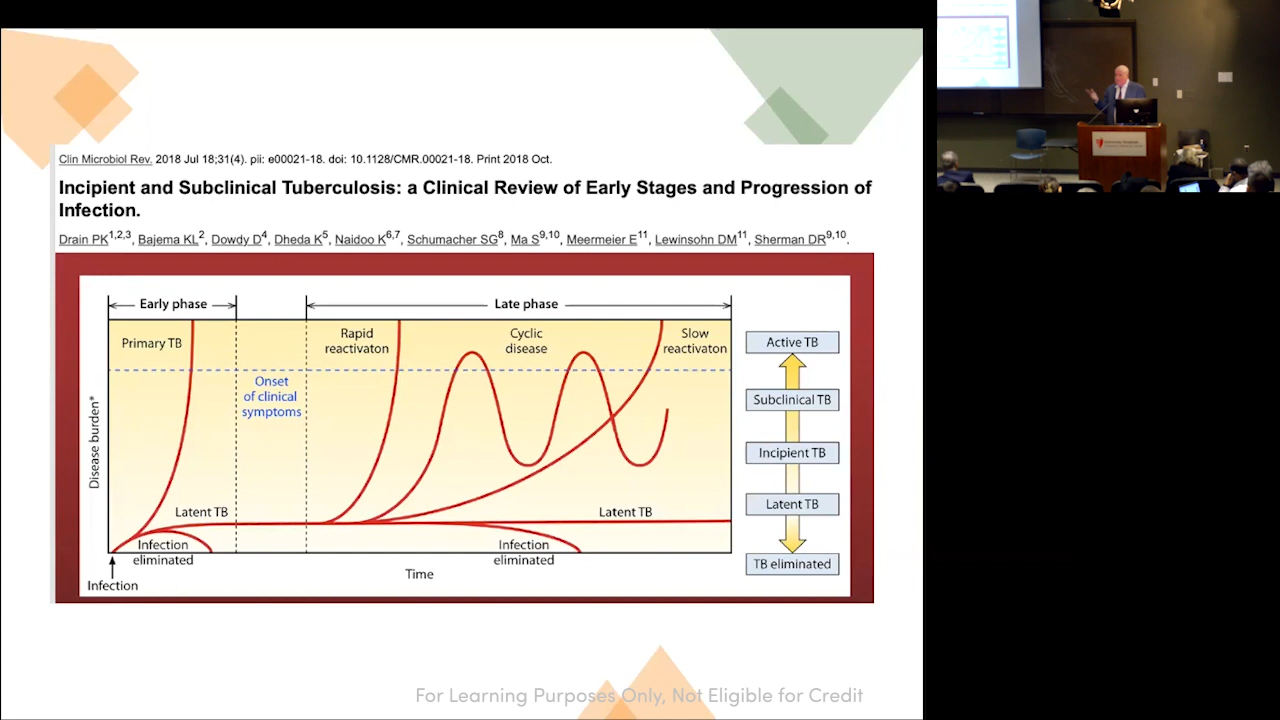 Clin Microbiol Rev. 2018 Jul 18;31(4). pii: e00021-18. doi: 10.1128/CMR.00021-18. Print 2018 Oct.
Incipient and Subclinical Tuberculosis: a Clinical Review of Early Stages and Progression of
Infection.
Drain PK1,2,3, Bajema KL2, Dowdy D4, Dheda K5, Naidoo K6,7, Schumacher SG8, Ma S9,10, Meermeier E11, Lewinsohn DM11, Sherman DR9,10.
Early phase
Late phase
Primary TB
Rapid
reactivaton
Cyclic
disease
Slow
reactivaton
Onset
of clinical
symptoms
Disease burden*
Latent TB
Latent TB
Infection
eliminated
Infection
eliminated
Infection
Time
Active TB
Subclinical TB
Incipient TB
Latent TB
TB eliminated
For Learning Purposes Only, Not Eligible for Credit
University Hospitals